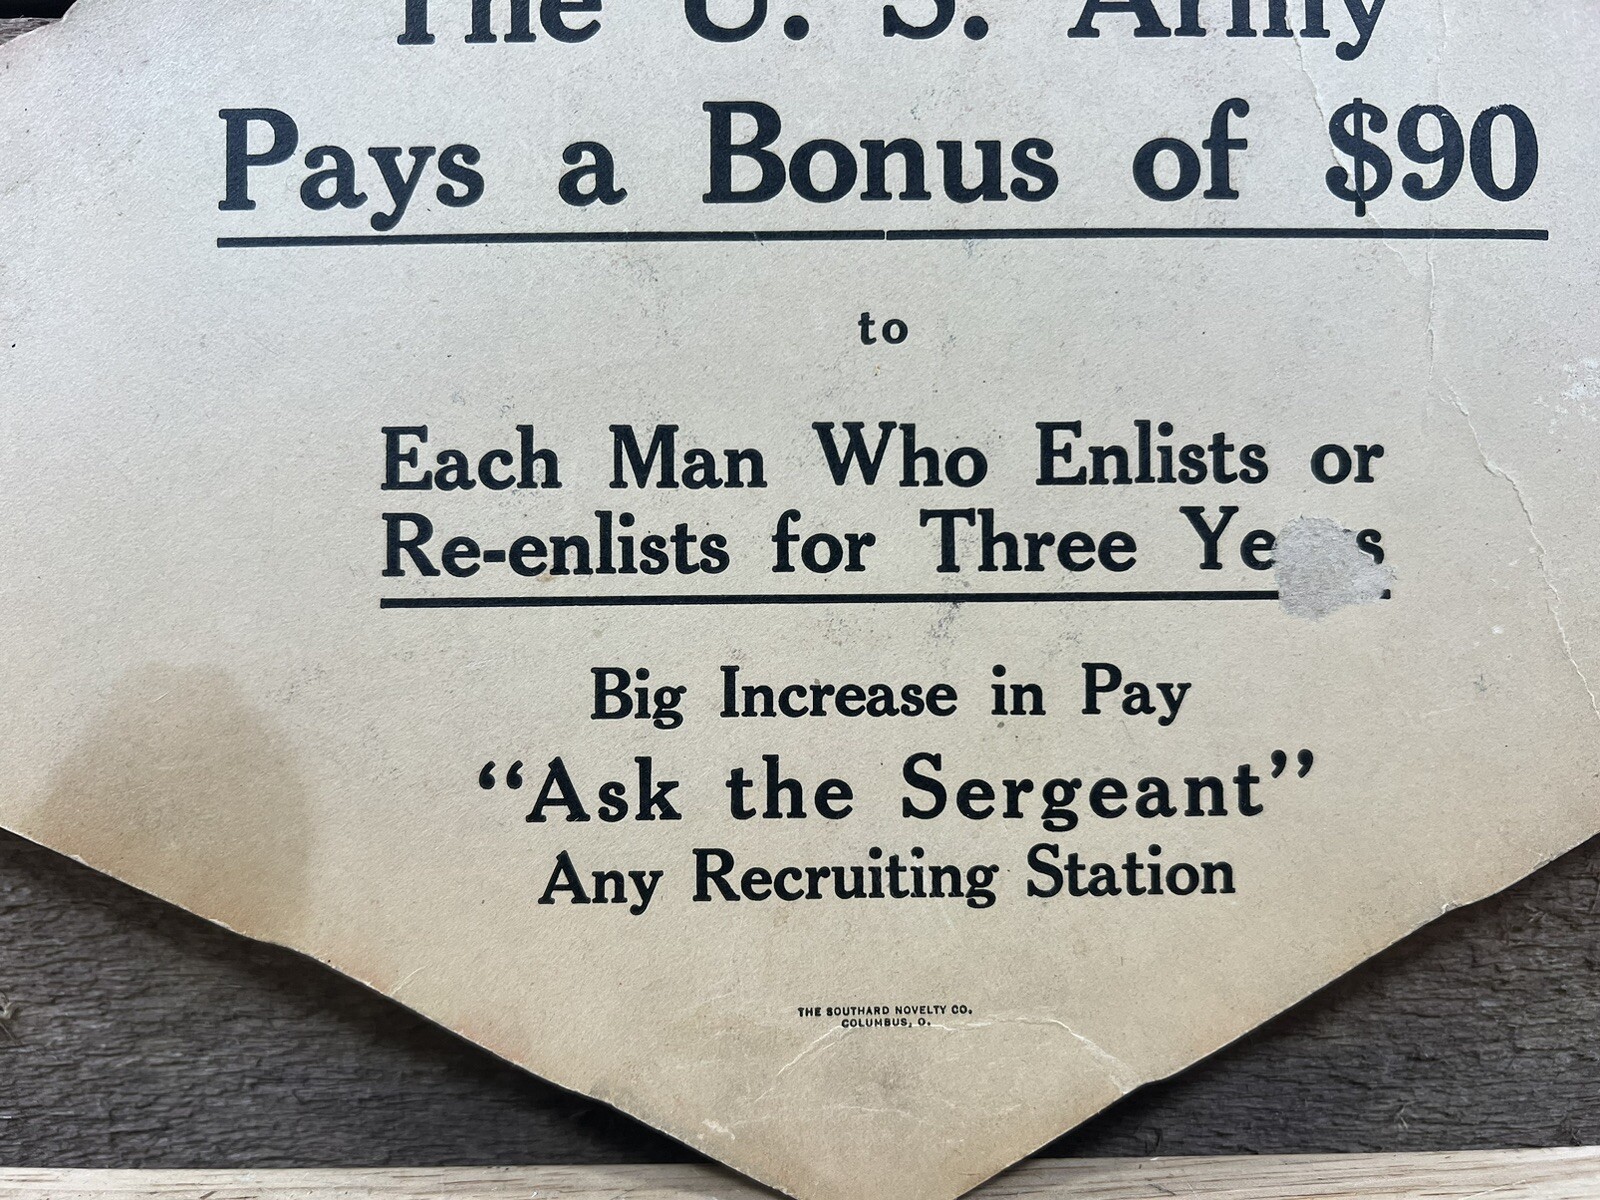 The U. S. Army
Pays a Bonus of $90
to
Each Man Who Enlists or
Re-enlists for Three
Big Increase in Pay
“Ask the Sergeant”
Any Recruiting Station
THE SOUTHARD NOVELTY CO.
COLUMBUS, O.